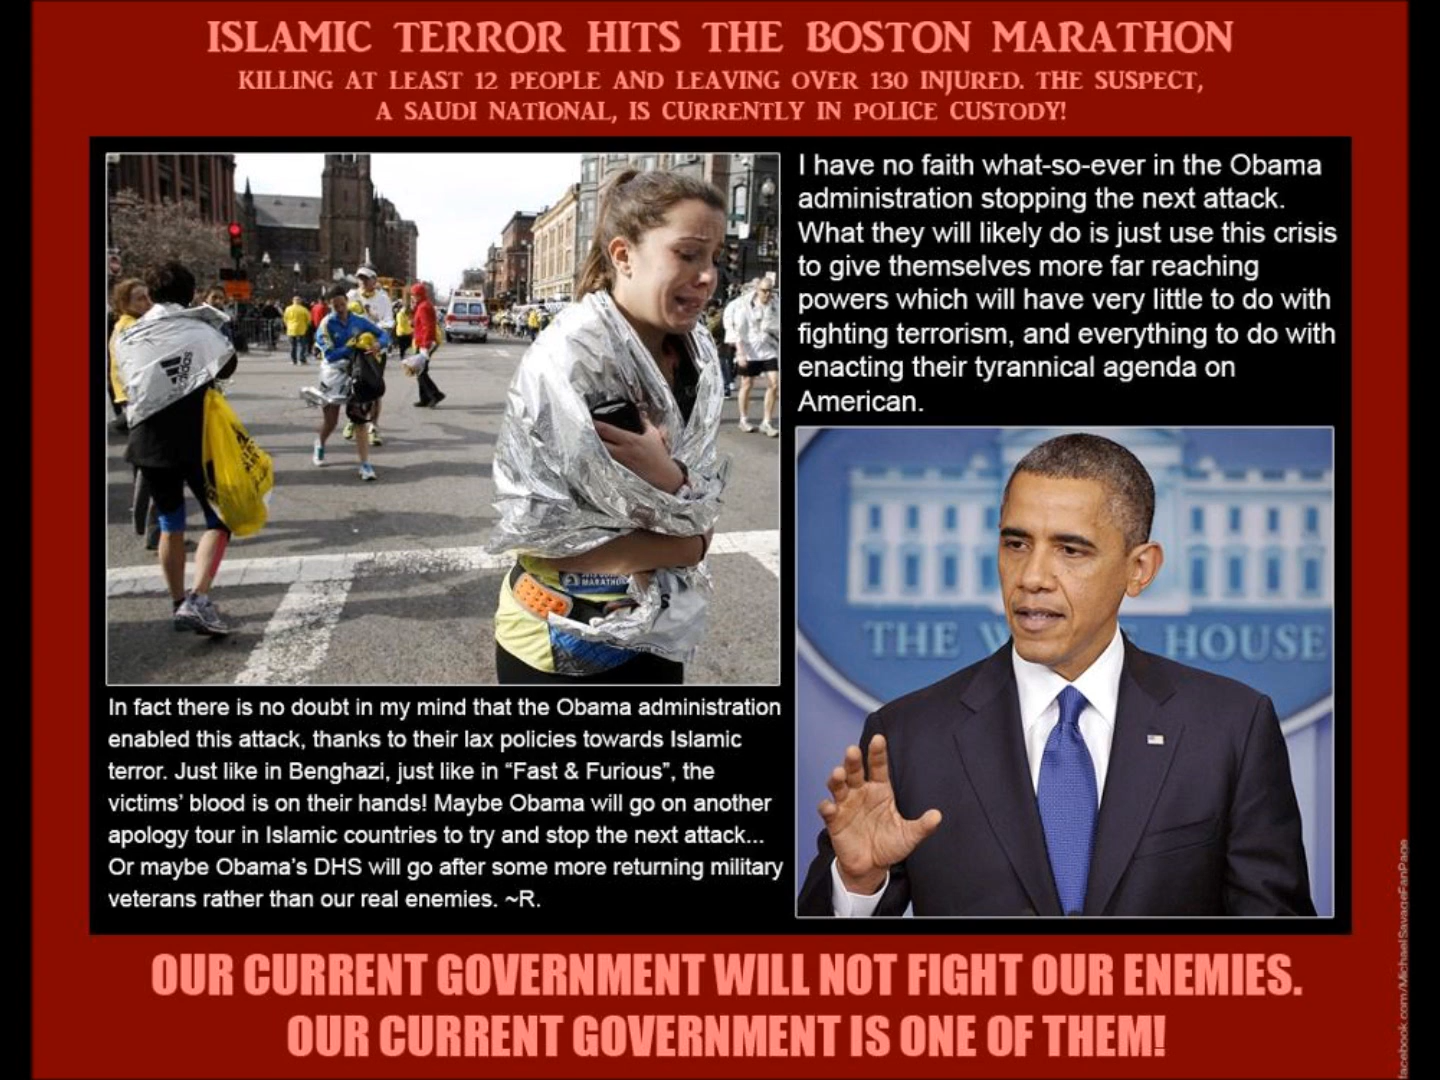 ISLAMIC TERROR HITS THE BOSTON MARATHON
KILLING AT LEAST 12 PEOPLE AND LEAVING OVER 130 INJURED. THE SUSPECT,
A SAUDI NATIONAL, IS CURRENTLY IN POLICE CUSTODY!
I have no faith what-so-ever in the Obama
administration stopping the next attack.
What they will likely do is just use this crisis
to give themselves more far reaching
powers which will have very little to do with
fighting terrorism, and everything to do with
enacting their tyrannical agenda on
American.
adidas
MARATHON
THE W HOUSE
In fact there is no doubt in my mind that the Obama administration
enabled this attack, thanks to their lax policies towards Islamic
terror. Just like in Benghazi, just like in “Fast & Furious”, the
victims’ blood is on their hands! Maybe Obama will go on another
apology tour in Islamic countries to try and stop the next attack...
Or maybe Obama’s DHS will go after some more returning military
veterans rather than our real enemies. ~R.
OUR CURRENT GOVERNMENT WILL NOT FIGHT OUR ENEMIES.
OUR CURRENT GOVERNMENT IS ONE OF THEM!
facebook.com/MichaelSavageFanPage